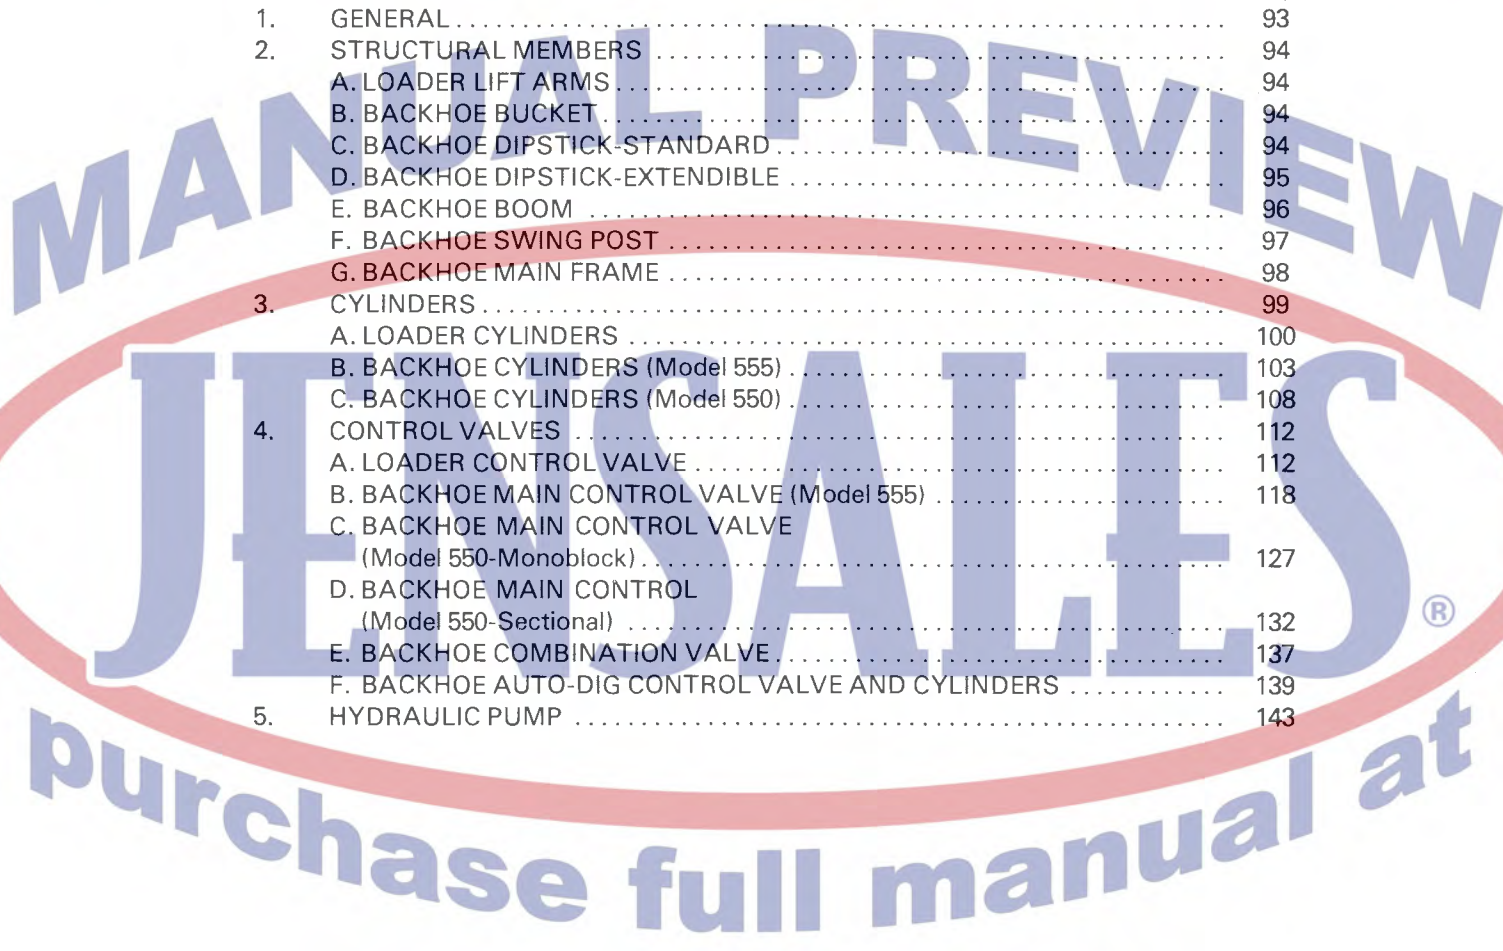 1. GENERAL 93
2. STRUCTURAL MEMBERS 94
A. LOADER LIFT ARMS 94
B. BACKHOE BUCKET 94
C. BACKHOE DIPSTICK-STANDARD 94
D. BACKHOE DIPSTICK-EXTENDIBLE 95
E. BACKHOE BOOM 96
F. BACKHOE SWING POST 97
G. BACKHOE MAIN FRAME 98
3. CYLINDERS 99
A. LOADER CYLINDERS 100
B. BACKHOE CYLINDERS (Model 555) 103
C. BACKHOE CYLINDERS (Model 550) 108
4. CONTROL VALVES 112
A. LOADER CONTROL VALVE 112
B. BACKHOE MAIN CONTROL VALVE (Model 555) 118
C. BACKHOE MAIN CONTROL VALVE
(Model 550-Monoblock) 127
D. BACKHOE MAIN CONTROL
(Model 550-Sectional) 132
E. BACKHOE COMBINATION VALVE 137
F. BACKHOE AUTO-DIG CONTROL VALVE AND CYLINDERS 139
5. HYDRAULIC PUMP 143
MANUAL PREVIEW
JENSALES ®
purchase full manual at